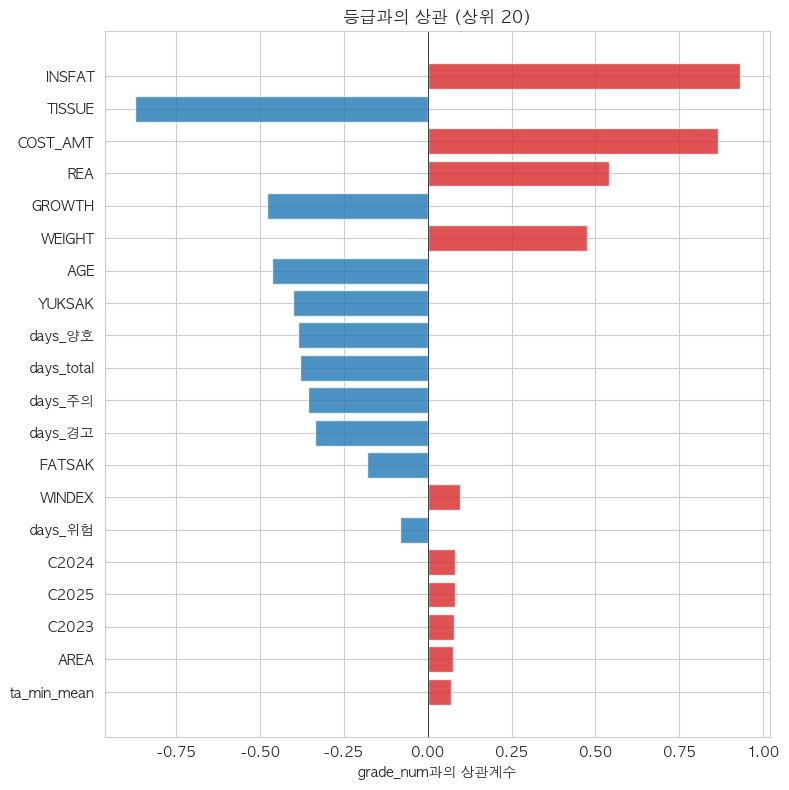 등급과의 상관 (상위 20)
INSFAT
TISSUE
COST_AMT
REA
GROWTH
WEIGHT
AGE
YUKSAK
days_양호
days_total
days_주의
days_경고
FATSAK
WINDEX
days_위험
C2024
C2025
C2023
AREA
ta_min_mean
-0.75 -0.50 -0.25 0.00 0.25 0.50 0.75 1.00
grade_num과의 상관계수